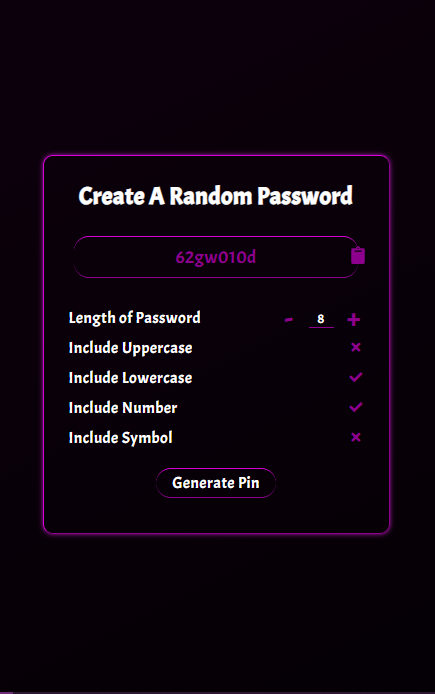 Create A Random Password
62gw010d
Length of Password - 8 +
Include Uppercase
Include Lowercase
Include Number
Include Symbol
Generate Pin